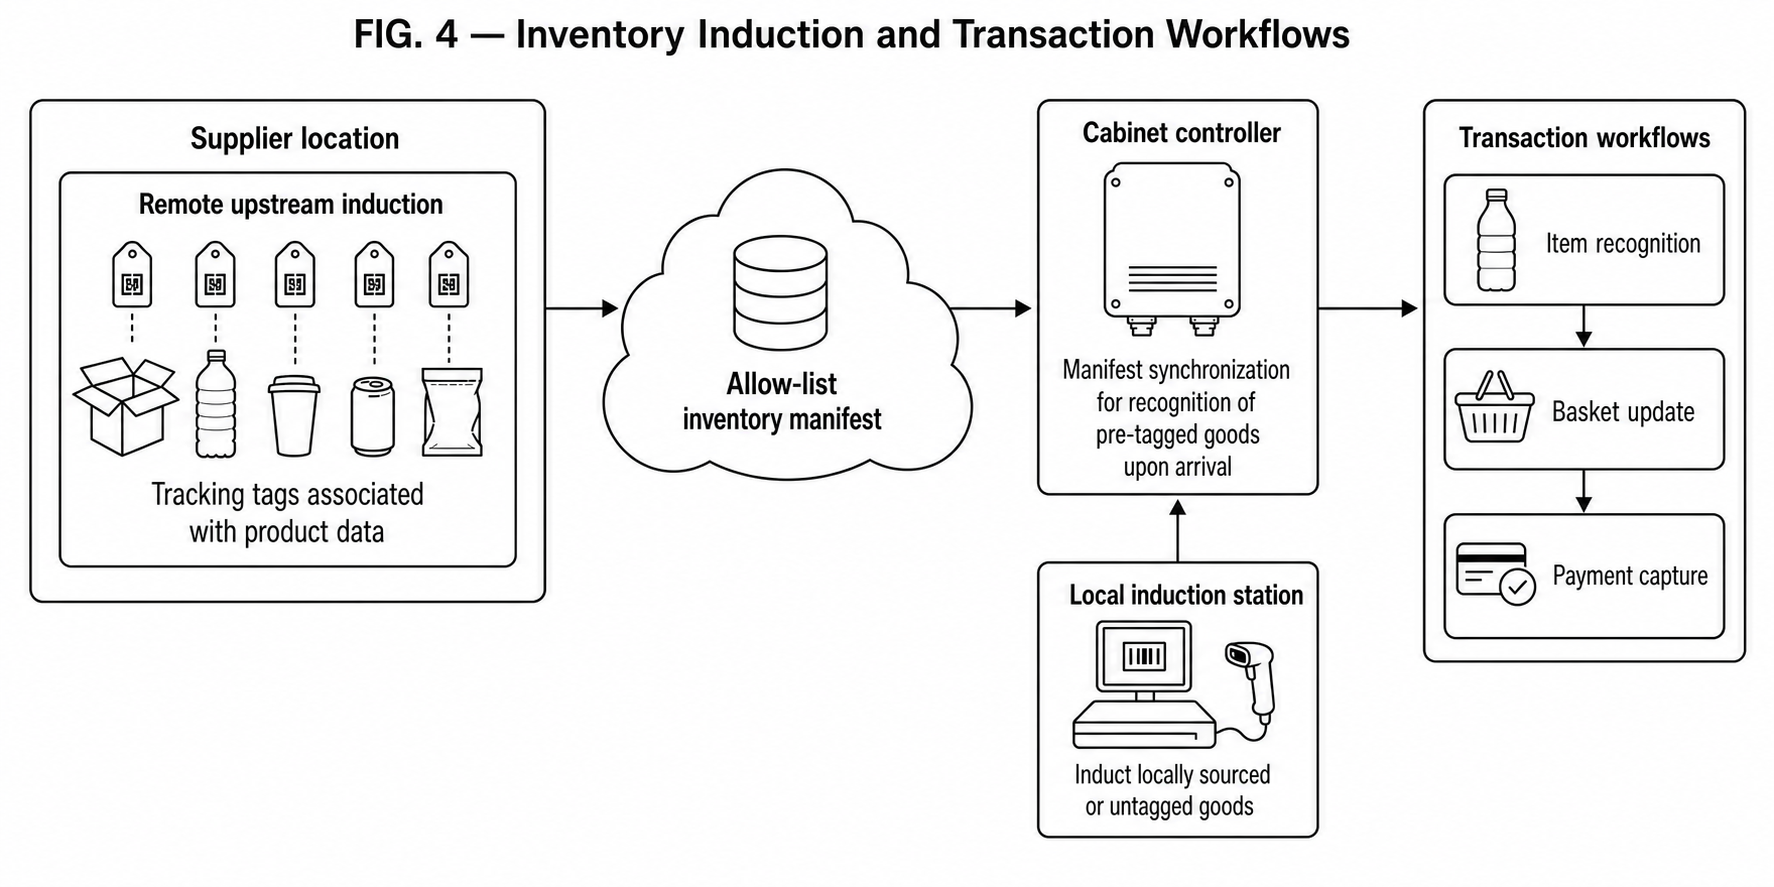 FIG. 4 — Inventory Induction and Transaction Workflows
Supplier location
Remote upstream induction
Tracking tags associated
with product data
Allow-list
inventory manifest
Cabinet controller
Manifest synchronization
for recognition of
pre-tagged goods
upon arrival
Local induction station
Induct locally sourced
or untagged goods
Transaction workflows
Item recognition
Basket update
Payment capture